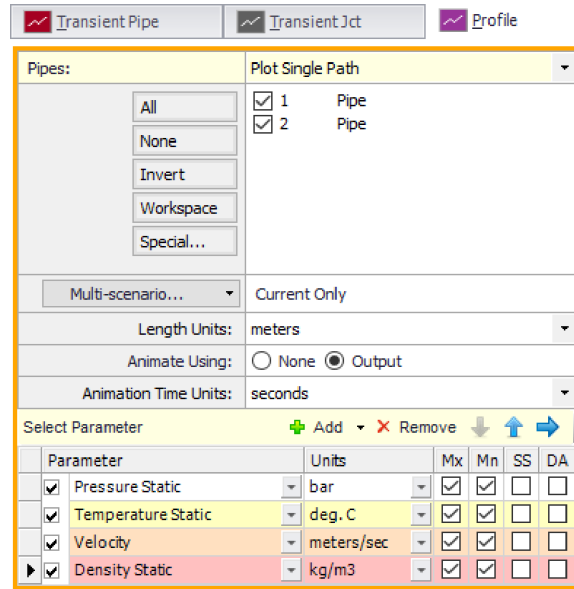 Transient Pipe Transient Jct Profile
Pipes: Plot Single Path
All
None
Invert
Workspace
Special...
1 Pipe
2 Pipe
Multi-scenario... Current Only
Length Units: meters
Animate Using: None Output
Animation Time Units: seconds
Select Parameter Add Remove
Parameter Units Mx Mn SS DA
Pressure Static bar
Temperature Static deg. C
Velocity meters/sec
Density Static kg/m3